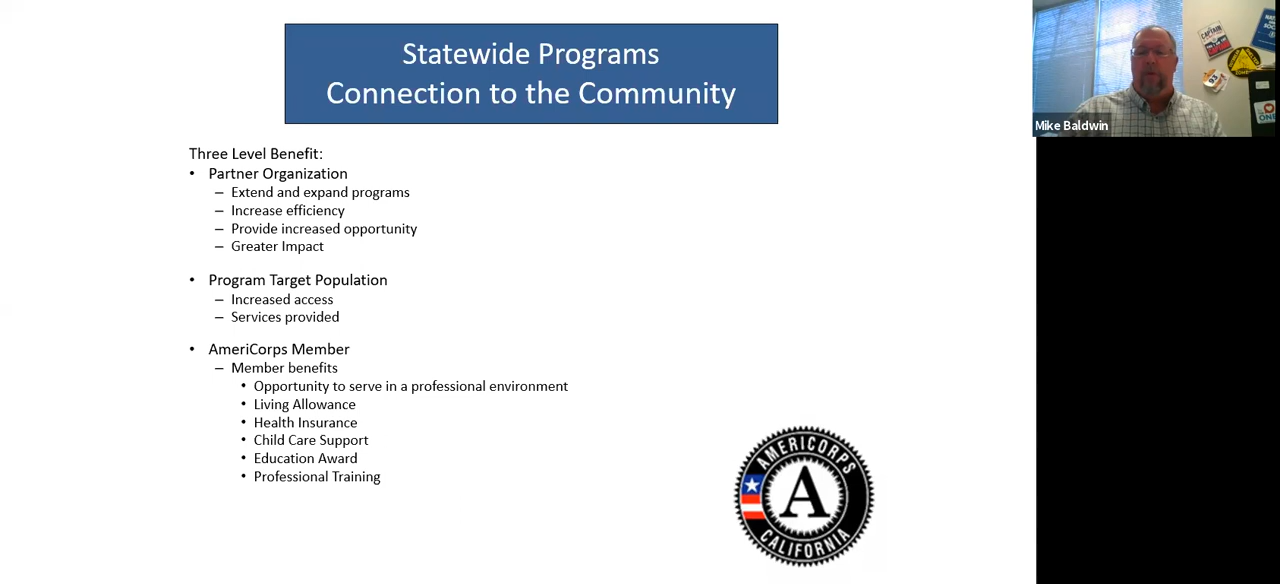 Statewide Programs
Connection to the Community
Three Level Benefit:
• Partner Organization
– Extend and expand programs
– Increase efficiency
– Provide increased opportunity
– Greater Impact
• Program Target Population
– Increased access
– Services provided
• AmeriCorps Member
– Member benefits
• Opportunity to serve in a professional environment
• Living Allowance
• Health Insurance
• Child Care Support
• Education Award
• Professional Training
AMERICORPS
A
CALIFORNIA
CAPTAIN
93
Mike Baldwin